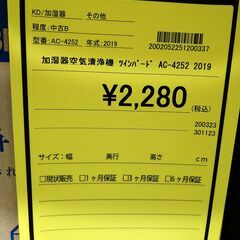 KD/加湿器 その他
程度:中古B
型番:AC-4252 年式:2019
2002052251200337
加湿器空気清浄機 ツインバード AC-4252 2019
¥2,280(税込)
200323
301123
サイズ:幅 奥行 高さ cm
□現状販売 □1ヶ月保証 □3ヶ月保証 □6ヶ月保証